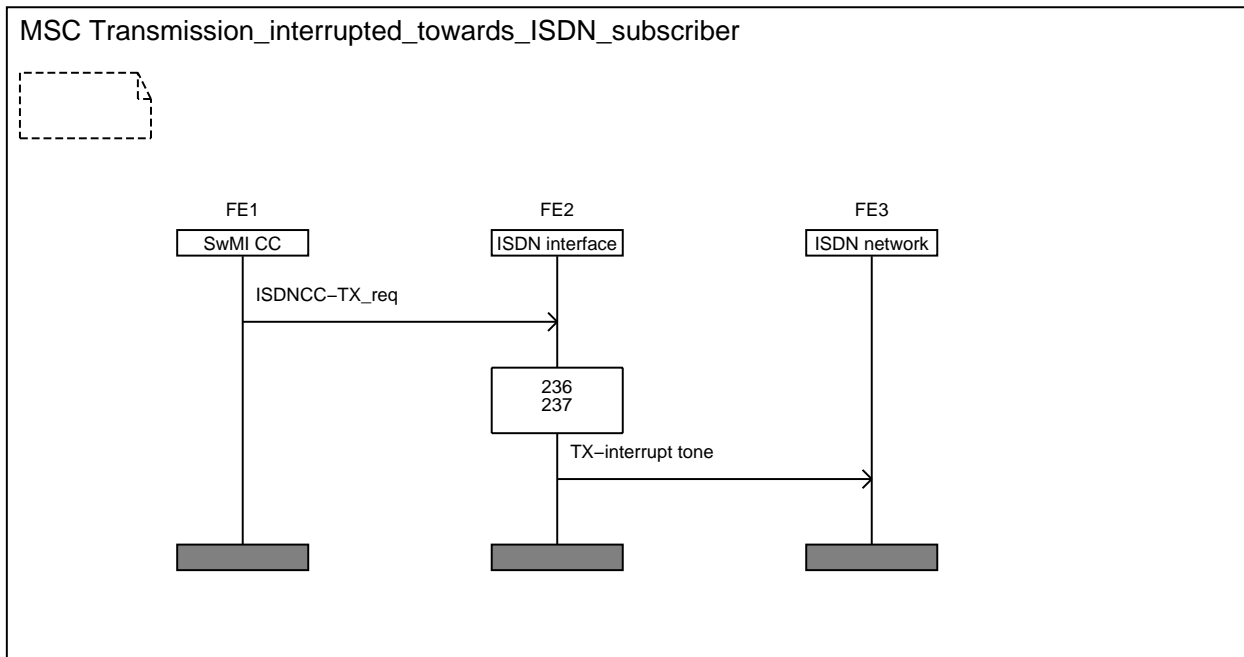 MSC Transmission_interrupted_towards_ISDN_subscriber
FE1
FE2
FE3
SwMI CC
ISDN interface
ISDN network
ISDNCC−TX_req
236
237
TX−interrupt tone